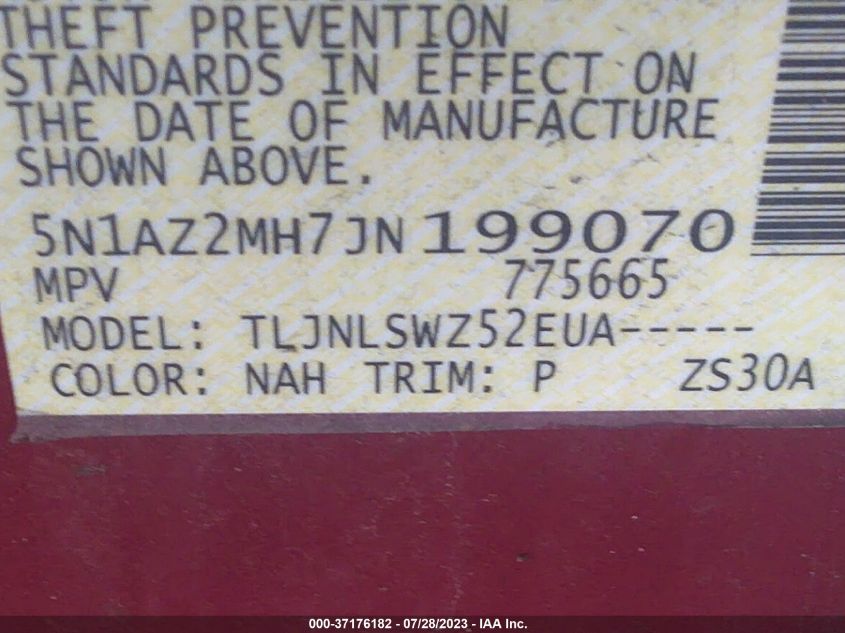 THEFT PREVENTION
STANDARDS IN EFFECT ON
THE DATE OF MANUFACTURE
SHOWN ABOVE.
5N1AZ2MH7JN199070
MPV 775665
MODEL: TLJNLSWZ52EUA-----
COLOR: NAH TRIM: P ZS30A
000-37176182 - 07/28/2023 - IAA Inc.